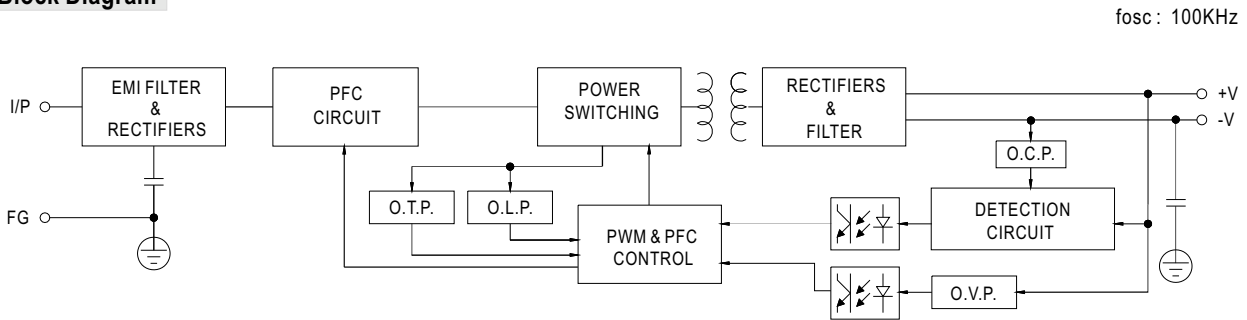 Block Diagram
fosc : 100KHz
I/P
EMI FILTER
&
RECTIFIERS
PFC
CIRCUIT
POWER
SWITCHING
RECTIFIERS
&
FILTER
+V
-V
O.C.P.
FG
O.T.P.
O.L.P.
PWM & PFC
CONTROL
DETECTION
CIRCUIT
O.V.P.